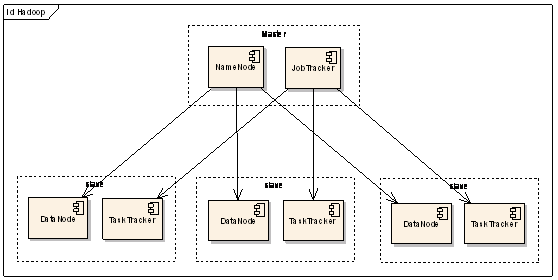 id Hadoop
Master
NameNode
JobTracker
slave
slave
slave
DataNode
TaskTracker
DataNode
TaskTracker
DataNode
TaskTracker